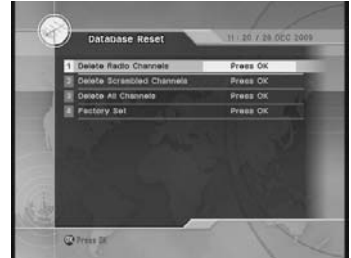 Database Reset
11 : 20 / 28 DEC 2009
1 Delete Radio Channels Press OK
2 Delete Scrambled Channels Press OK
3 Delete All Channels Press OK
4 Factory Set
OK Press OK